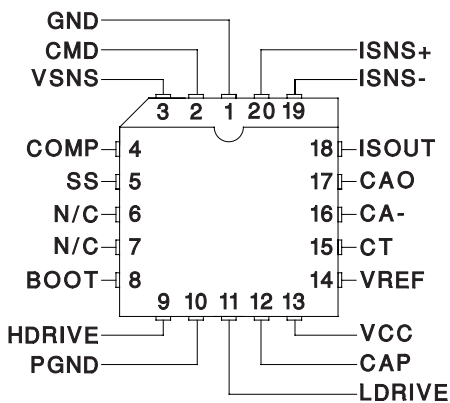 GND
CMD
VSNS
ISNS+
ISNS-
3 2 1 20 19
COMP 4
18 ISOUT
SS 5
17 CAO
N/C 6
16 CA-
N/C 7
15 CT
BOOT 8
14 VREF
9 10 11 12 13
HDRIVE
VCC
PGND
CAP
LDRIVE